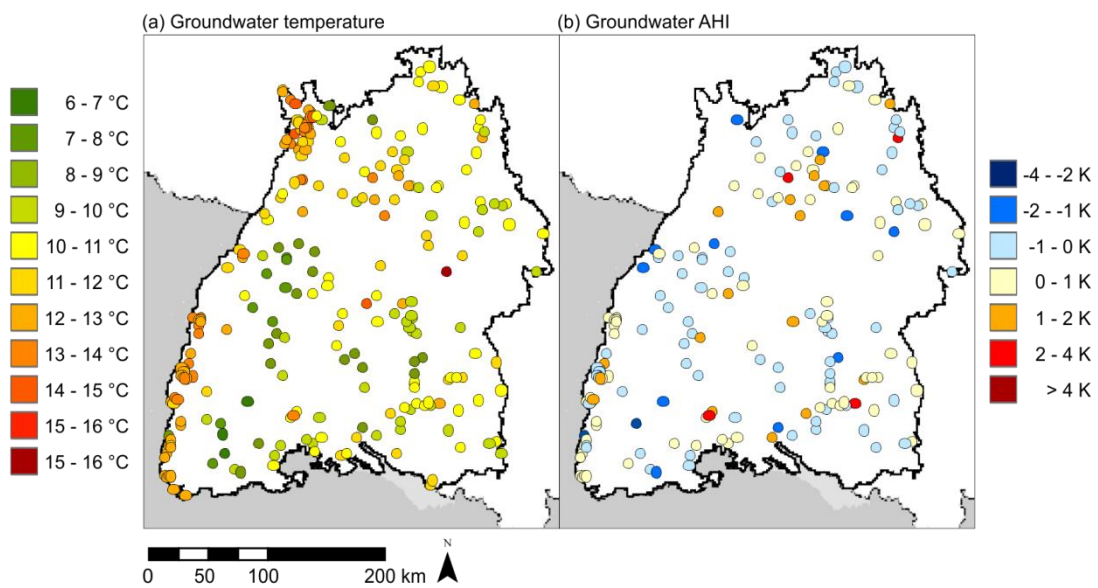 (a) Groundwater temperature
(b) Groundwater AHI
6 - 7 °C
7 - 8 °C
8 - 9 °C
9 - 10 °C
10 - 11 °C
11 - 12 °C
12 - 13 °C
13 - 14 °C
14 - 15 °C
15 - 16 °C
15 - 16 °C
-4 - -2 K
-2 - -1 K
-1 - 0 K
0 - 1 K
1 - 2 K
2 - 4 K
> 4 K
N
0 50 100 200 km